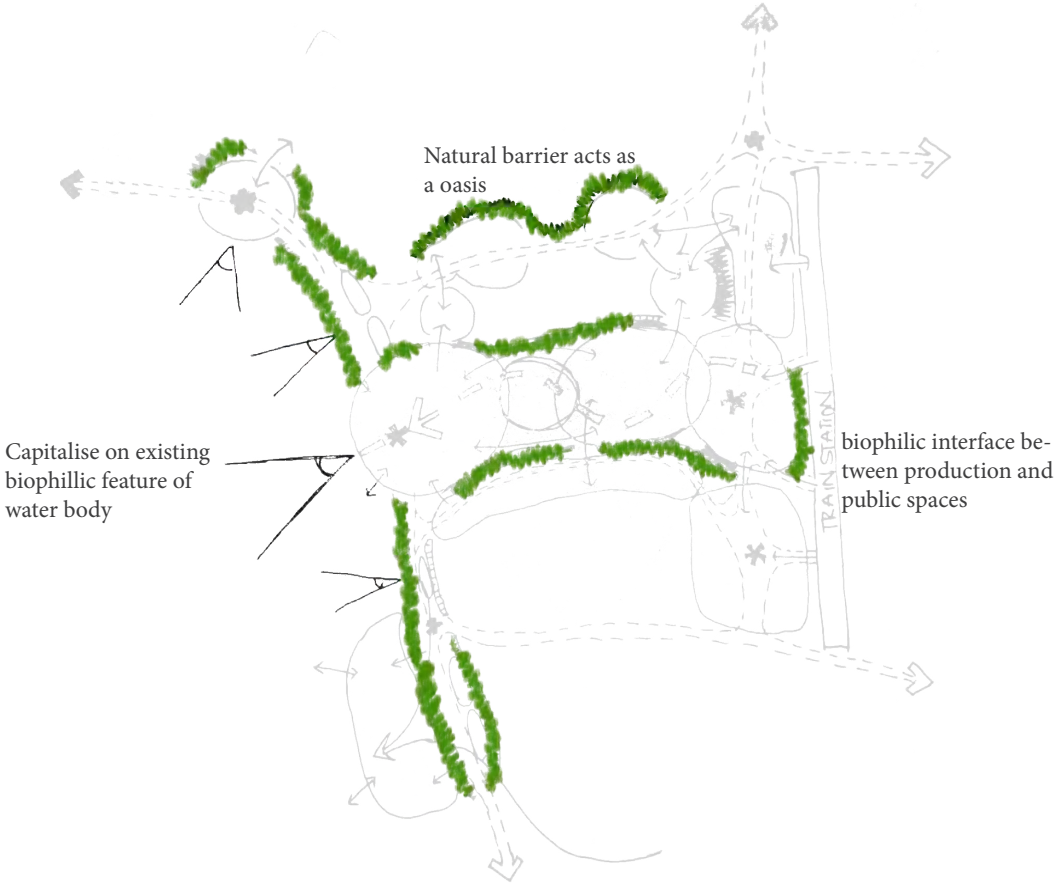 Natural barrier acts as
a oasis
Capitalise on existing
biophillic feature of
water body
TRAIN STATION
biophilic interface be-
tween production and
public spaces